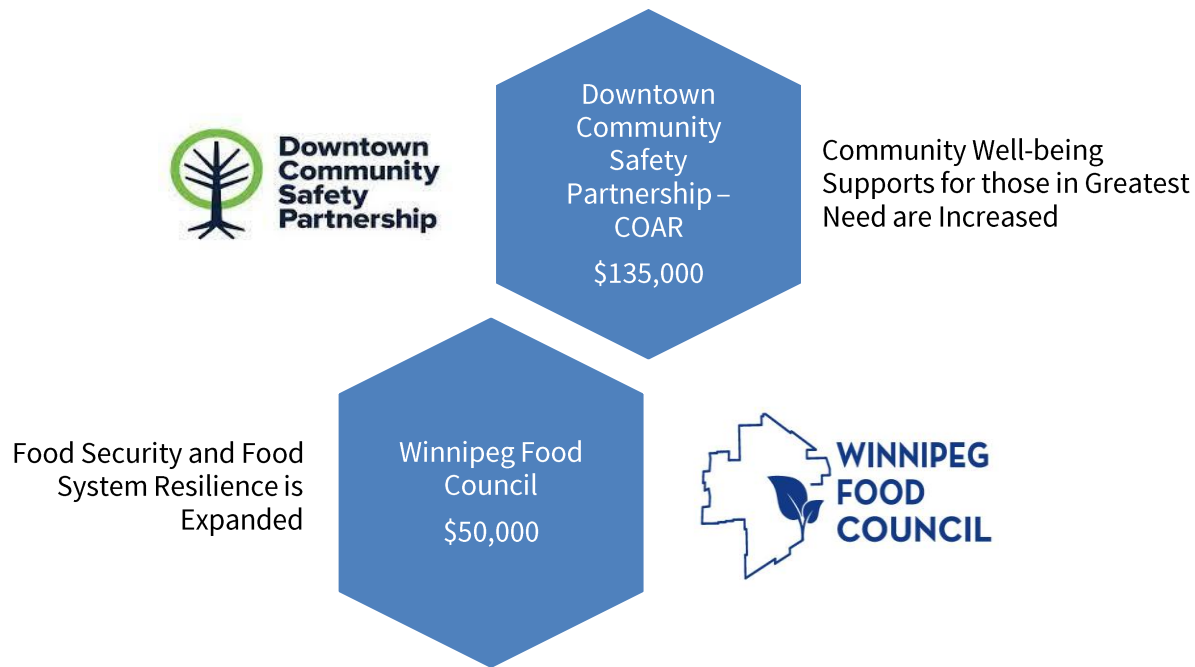 Downtown
Community
Safety
Partnership
Downtown
Community
Safety
Partnership –
COAR
$135,000
Community Well-being
Supports for those in Greatest
Need are Increased
Food Security and Food
System Resilience is
Expanded
Winnipeg Food
Council
$50,000
WINNIPEG
FOOD
COUNCIL